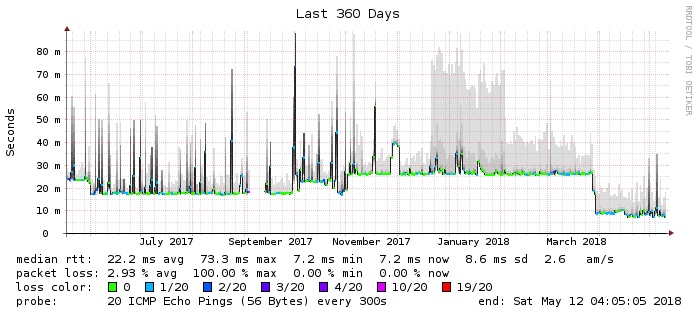 Last 360 Days
RRDTOOL / TOBI OETIKER
Seconds
80 m
70 m
60 m
50 m
40 m
30 m
20 m
10 m
0
July 2017 September 2017 November 2017 January 2018 March 2018
median rtt: 22.2 ms avg 73.3 ms max 7.2 ms min 7.2 ms now 8.6 ms sd 2.6 am/s
packet loss: 2.93 % avg 100.00 % max 0.00 % min 0.00 % now
loss color: 0 1/20 2/20 3/20 4/20 10/20 19/20
probe: 20 ICMP Echo Pings (56 Bytes) every 300s end: Sat May 12 04:05:05 2018